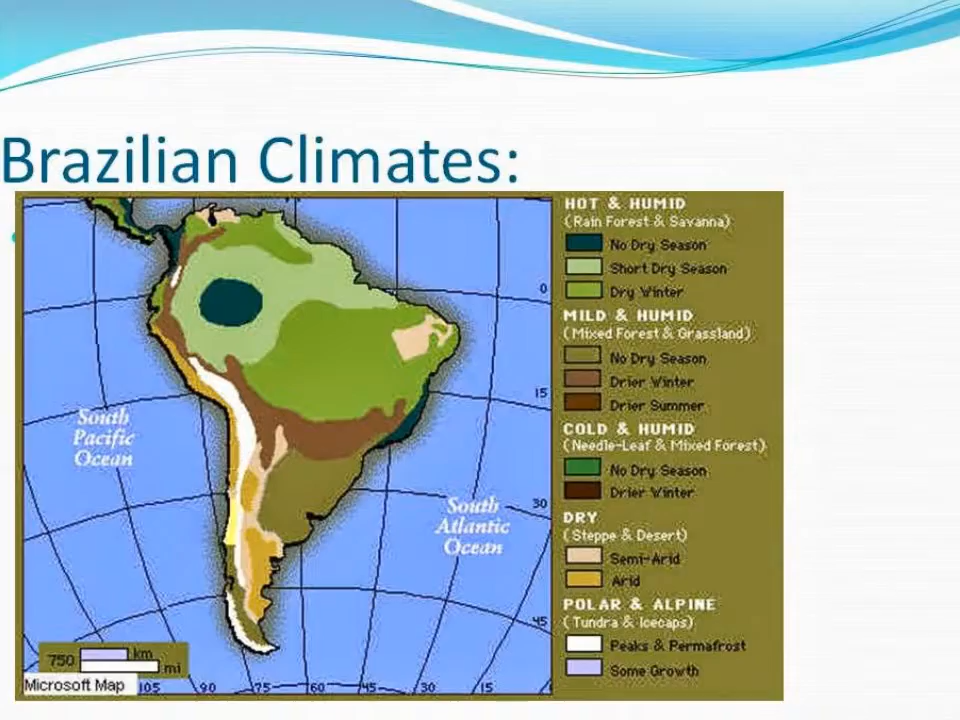 Brazilian Climates:
HOT & HUMID
(Rain Forest & Savanna)
No Dry Season
Short Dry Season
Dry Winter
MILD & HUMID
(Mixed Forest & Grassland)
No Dry Season
Drier Winter
Drier Summer
COLD & HUMID
(Needle-Leaf & Mixed Forest)
No Dry Season
Drier Winter
DRY
(Steppe & Desert)
Semi-Arid
Arid
POLAR & ALPINE
(Tundra & Icecaps)
Peaks & Permafrost
Some Growth
0
15
30
45
South
Pacific
Ocean
South
Atlantic
Ocean
750 km
mi
Microsoft Map
105 90 75 60 45 30 15